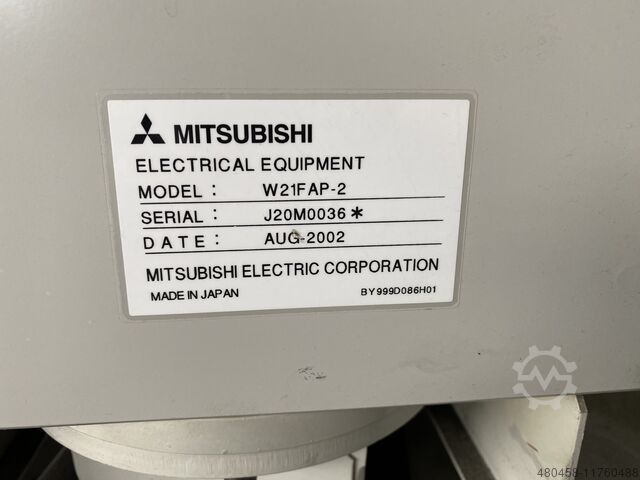 MITSUBISHI
ELECTRICAL EQUIPMENT
MODEL : W21FAP-2
SERIAL : J20M0036 *
DATE : AUG-2002
MITSUBISHI ELECTRIC CORPORATION
MADE IN JAPAN BY999D086H01
480458-11760488